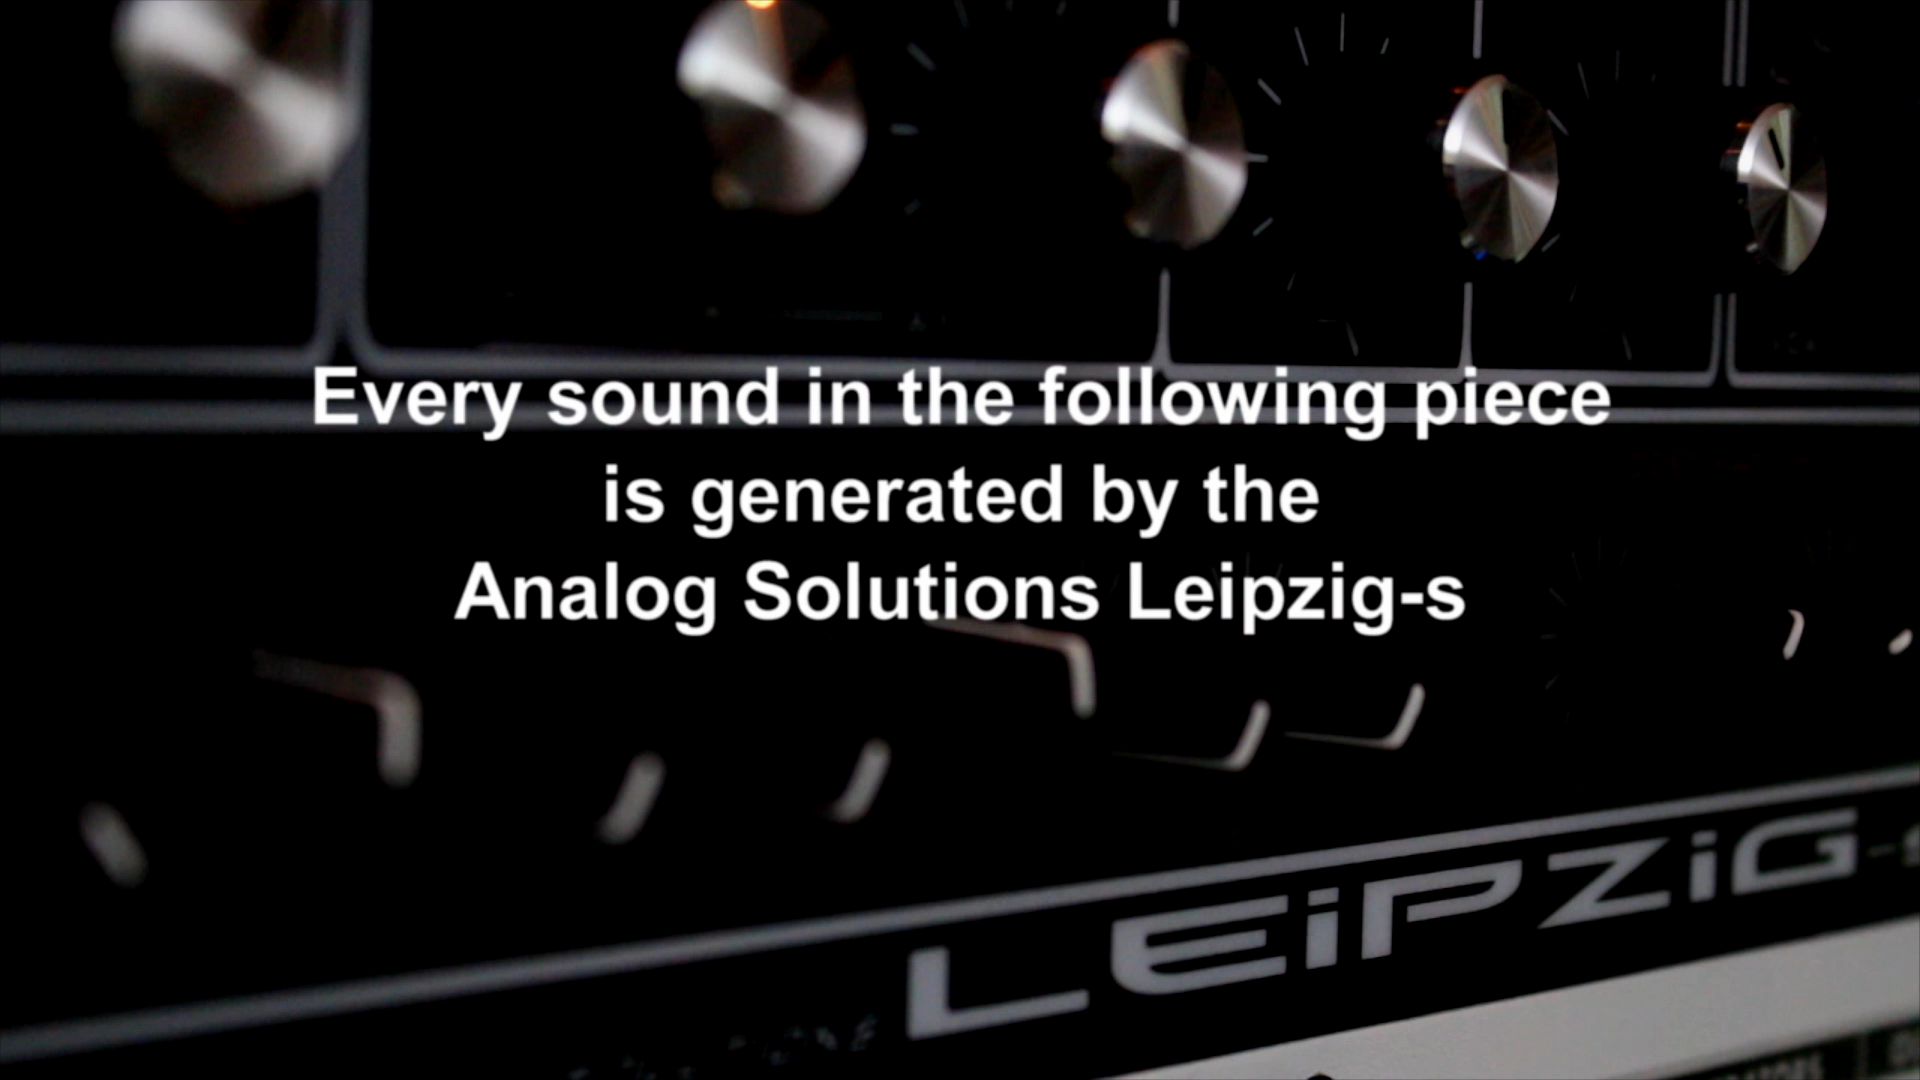 Every sound in the following piece
is generated by the
Analog Solutions Leipzig-s
LEiPZiG-s